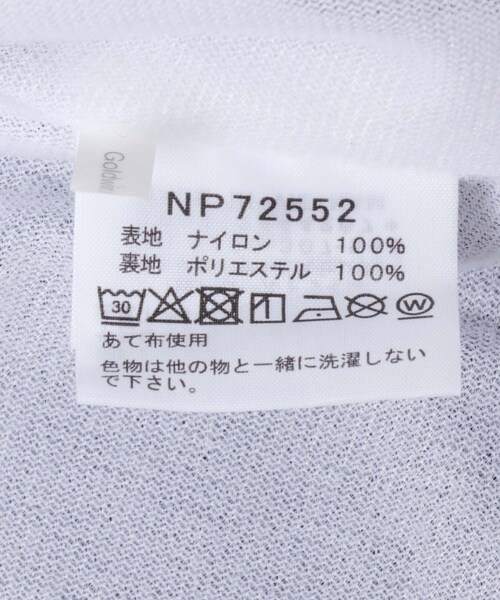 Goldwin
NP72552
表地 ナイロン 100%
裏地 ポリエステル 100%
30 W
あて布使用
色物は他の物と一緒に洗濯しない
で下さい。